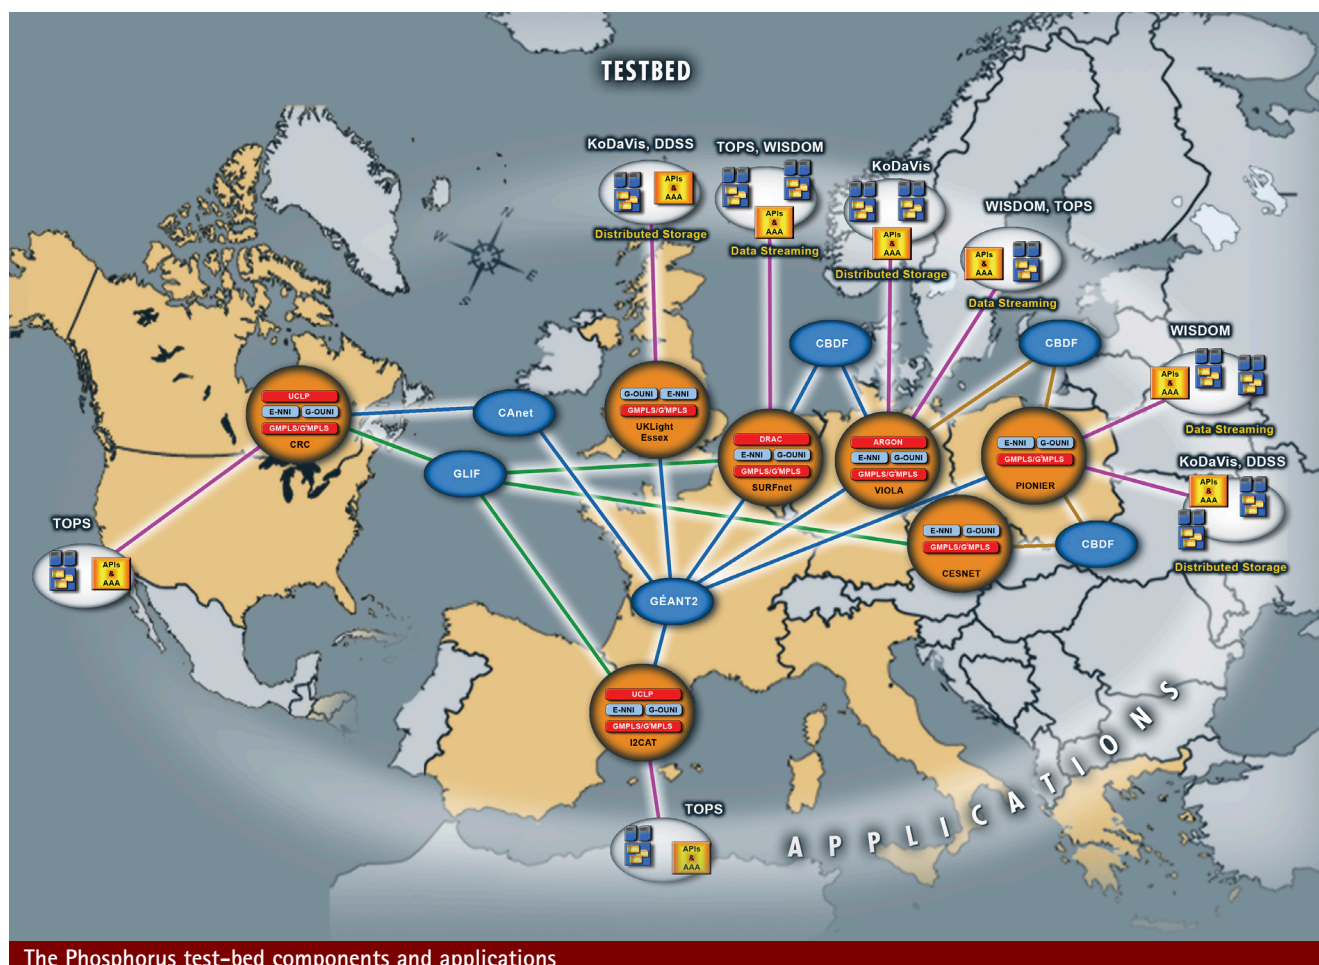 TESTBED
KoDaVis, DDSS
APIs
&
AAA
Distributed Storage
TOPS, WISDOM
APIs
&
AAA
Data Streaming
KoDaVis
APIs
&
AAA
Distributed Storage
WISDOM, TOPS
APIs
&
AAA
Data Streaming
N
N
E
S
CBDF
CBDF
WISDOM
APIs
&
AAA
Data Streaming
UCLP
E-NNI G-OUNI
GMPLS/G²MPLS
CRC
CAnet
G-OUNI E-NNI
GMPLS/G²MPLS
UKLight
Essex
DRAC
E-NNI G-OUNI
GMPLS/G²MPLS
SURFnet
ARGON
E-NNI G-OUNI
GMPLS/G²MPLS
VIOLA
E-NNI G-OUNI
GMPLS/G²MPLS
PIONIER
KoDaVis, DDSS
APIs
&
AAA
Distributed Storage
GLIF
TOPS
APIs
&
AAA
E-NNI G-OUNI
GMPLS/G²MPLS
CESNET
CBDF
GÉANT2
UCLP
E-NNI G-OUNI
GMPLS/G²MPLS
I2CAT
TOPS
APIs
&
AAA
APPLICATIONS
The Phosphorus test-bed components and applications